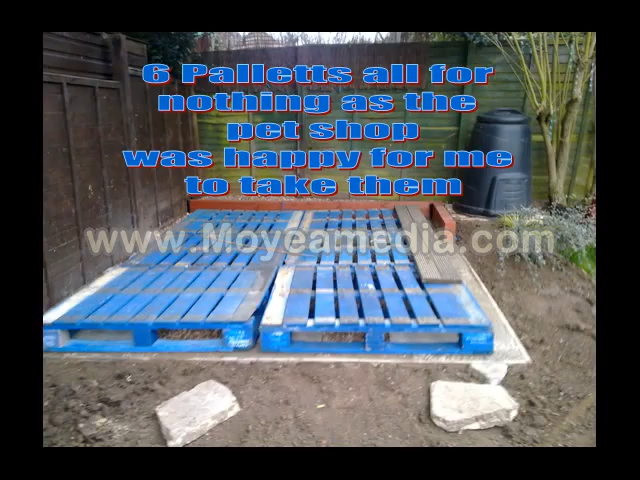 6 Palletts all for
nothing as the
pet shop
was happy for me
to take them
www.Moyeamedia.com